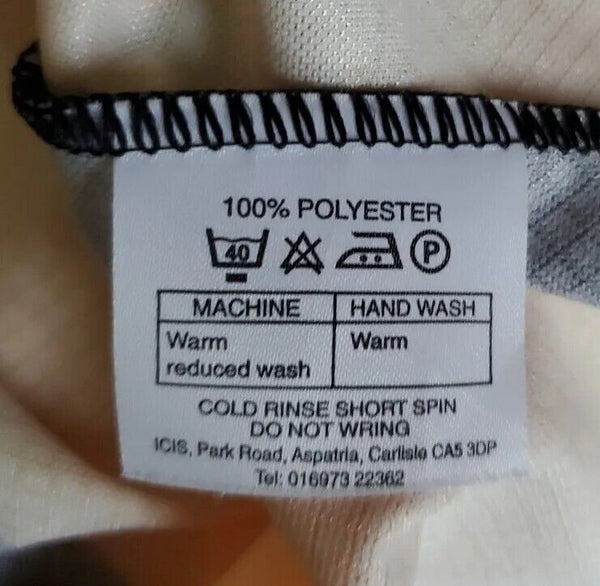 100% POLYESTER
40 P
MACHINE HAND WASH
Warm Warm
reduced wash
COLD RINSE SHORT SPIN
DO NOT WRING
ICIS, Park Road, Aspatria, Carlisle CA5 3DP
Tel: 016973 22362